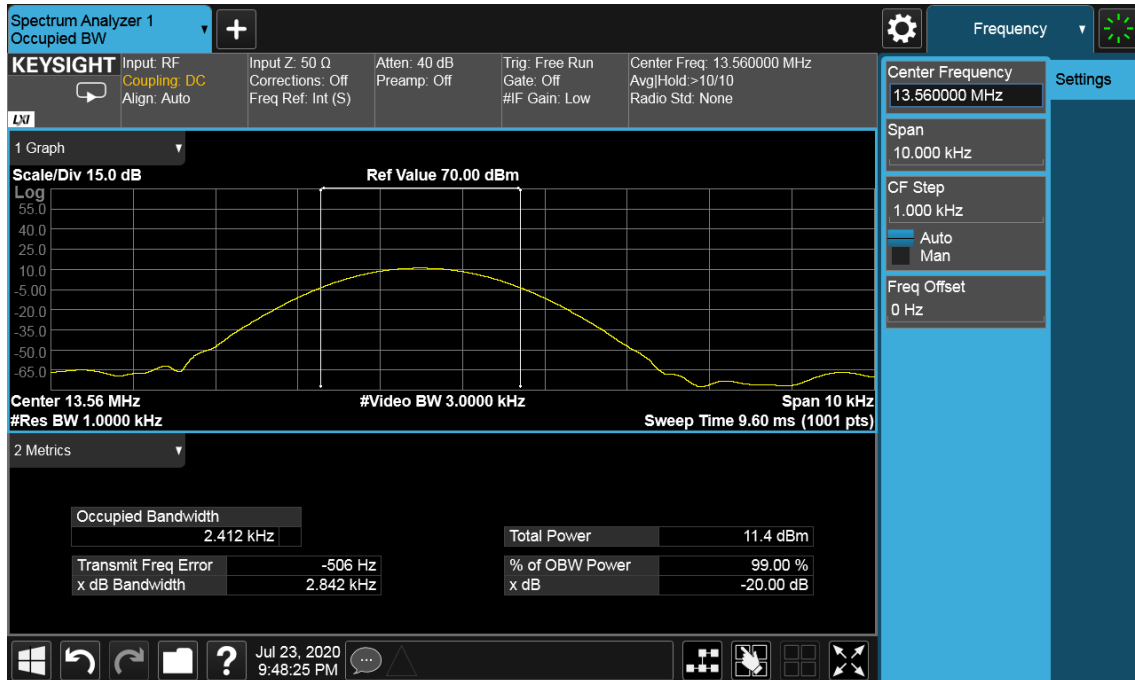 Spectrum Analyzer 1
Occupied BW
Frequency
KEYSIGHT
LXI
Input: RF
Coupling: DC
Align: Auto
Input Z: 50 Ω
Corrections: Off
Freq Ref: Int (S)
Atten: 40 dB
Preamp: Off
Trig: Free Run
Gate: Off
#IF Gain: Low
Center Freq: 13.560000 MHz
Avg|Hold:>10/10
Radio Std: None
Center Frequency
13.560000 MHz
Settings
Span
10.000 kHz
CF Step
1.000 kHz
Auto
Man
Freq Offset
0 Hz
1 Graph
Scale/Div 15.0 dB
Ref Value 70.00 dBm
Log
55.0
40.0
25.0
10.0
-5.00
-20.0
-35.0
-50.0
-65.0
Center 13.56 MHz
#Video BW 3.0000 kHz
Span 10 kHz
#Res BW 1.0000 kHz
Sweep Time 9.60 ms (1001 pts)
2 Metrics
Occupied Bandwidth
2.412 kHz
Total Power 11.4 dBm
Transmit Freq Error -506 Hz
% of OBW Power 99.00 %
x dB Bandwidth 2.842 kHz
x dB -20.00 dB
?
Jul 23, 2020
9:48:25 PM